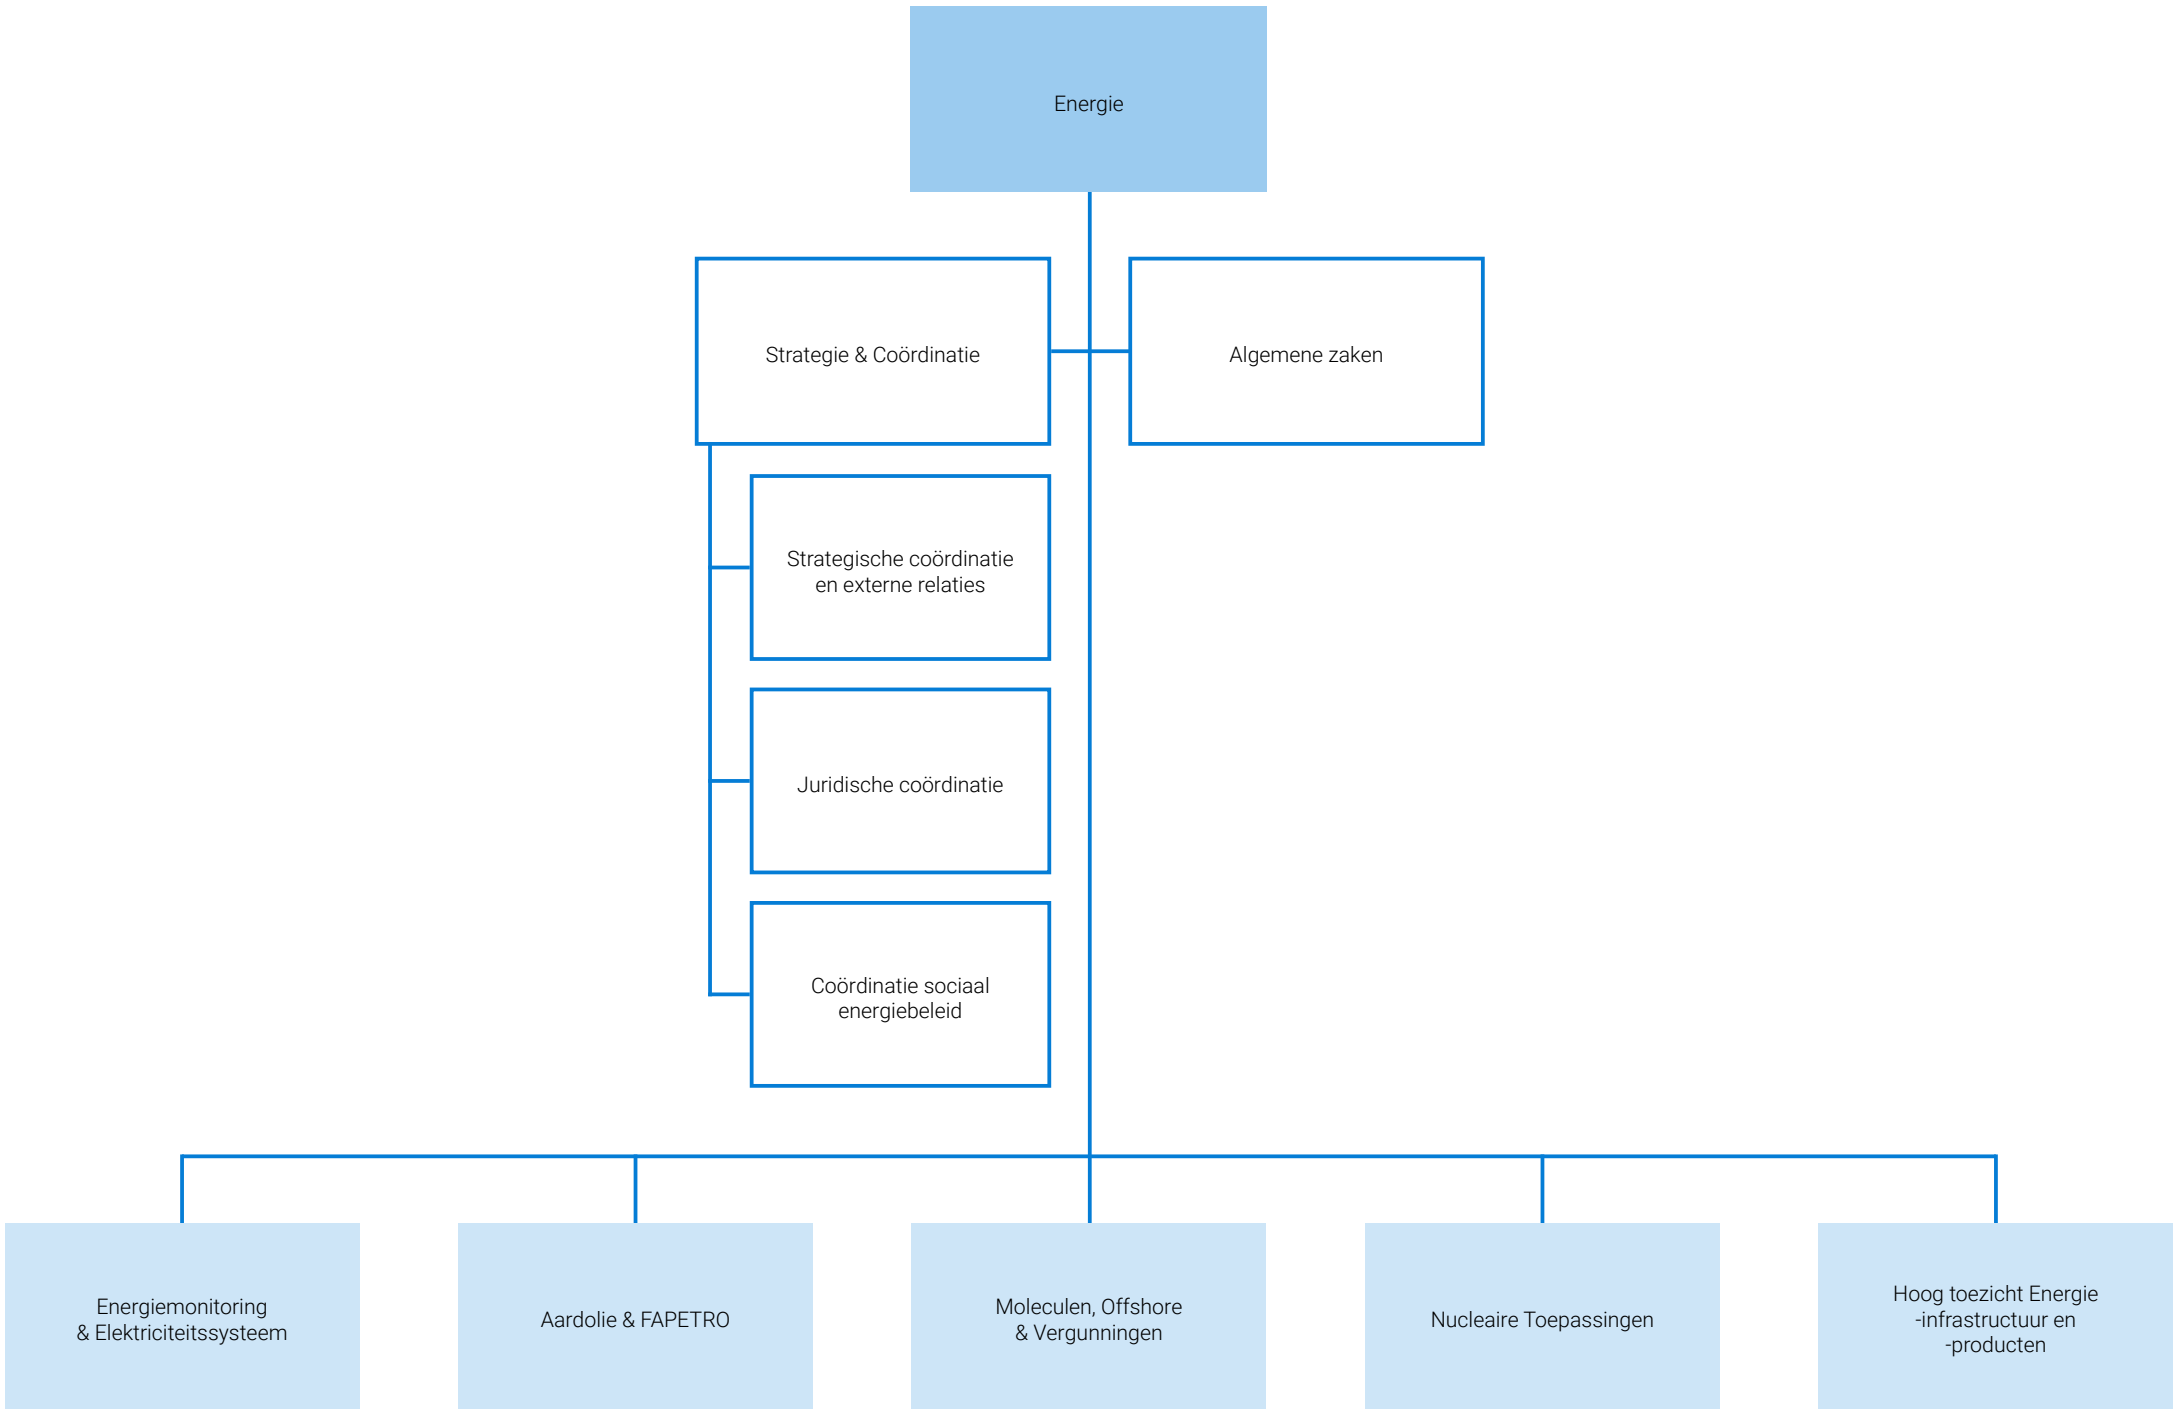 Energie
Strategie & Coördinatie
Algemene zaken
Strategische coördinatie
en externe relaties
Juridische coördinatie
Coördinatie sociaal
energiebeleid
Energiemonitoring
& Elektriciteitssysteem
Aardolie & FAPETRO
Moleculen, Offshore
& Vergunningen
Nucleaire Toepassingen
Hoog toezicht Energie
-infrastructuur en
-producten